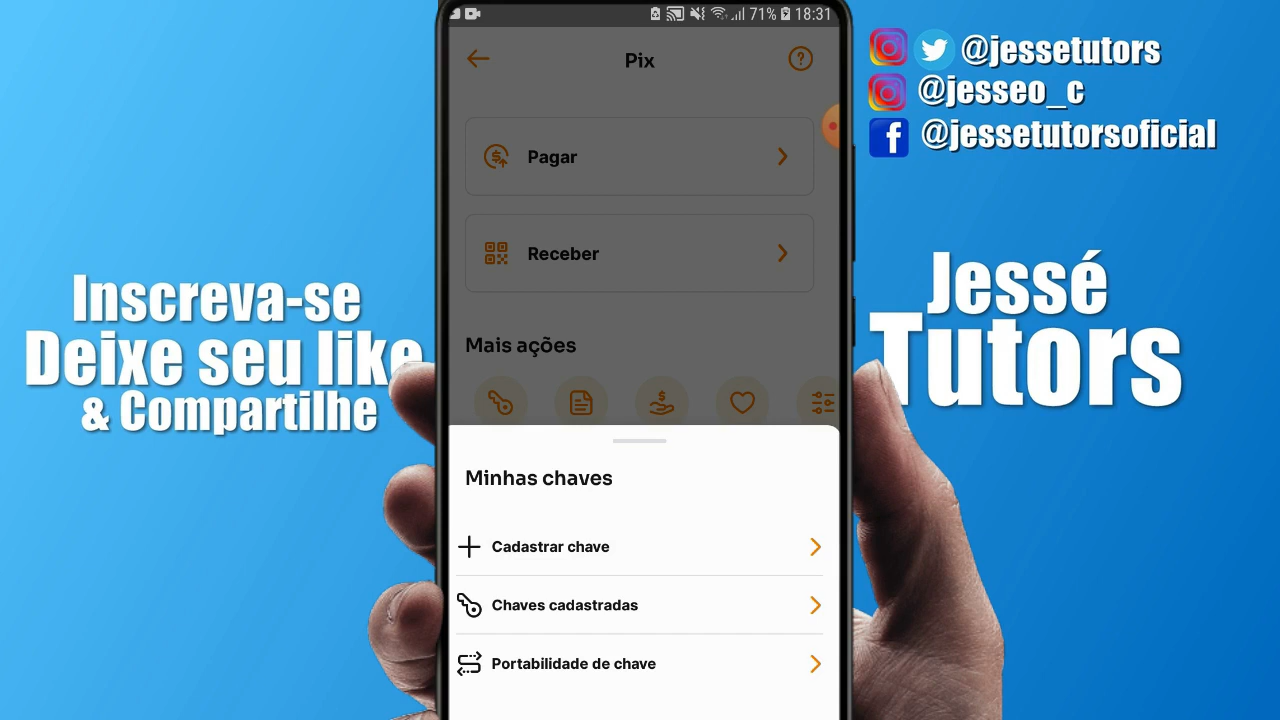 71% 18:31
Pix
Pagar
Receber
Mais ações
Minhas chaves
Cadastrar chave
Chaves cadastradas
Portabilidade de chave
Inscreva-se
Deixe seu like
& Compartilhe
@jessetutors
@jesseo_c
@jessetutorsoficial
Jessé
Tutors